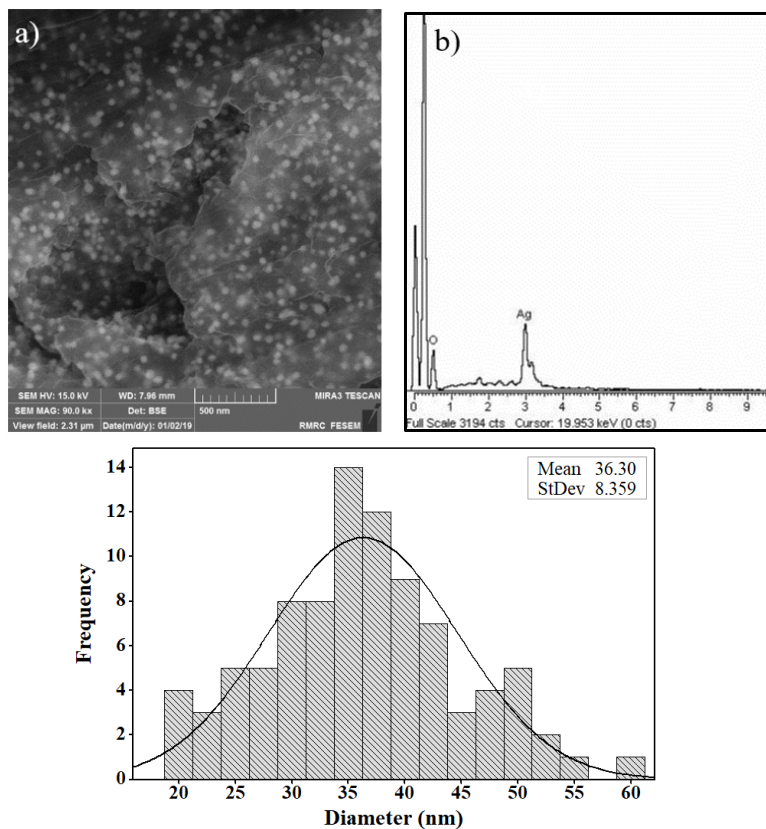 a)
SEM HV: 15.0 kV WD: 7.96 mm MIRA3 TESCAN
SEM MAG: 90.0 kx Det: BSE 500 nm
View field: 2.31 µm Date(m/d/y): 01/02/19 RMRC FESEM
b)
Ag
O
0 1 2 3 4 5 6 7 8 9
Full Scale 3194 cts Cursor: 19.953 keV (0 cts)
Mean 36.30
StDev 8.359
14
12
10
8
6
4
2
0
Frequency
20 25 30 35 40 45 50 55 60
Diameter (nm)